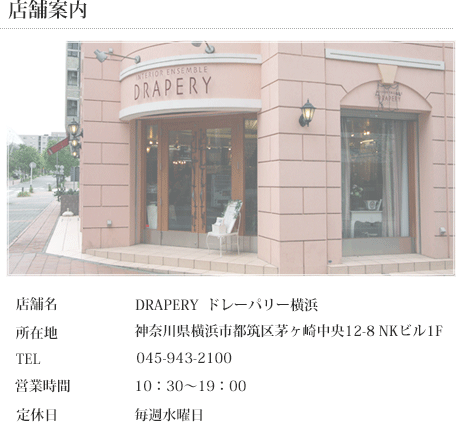 店舗案内
INTERIOR ENSEMBLE
DRAPERY
DRAPERY
店舗名 DRAPERY ドレーパリー横浜
所在地 神奈川県横浜市都筑区茅ヶ崎中央12-8 NKビル1F
TEL 045-943-2100
営業時間 10：30～19：00
定休日 毎週水曜日